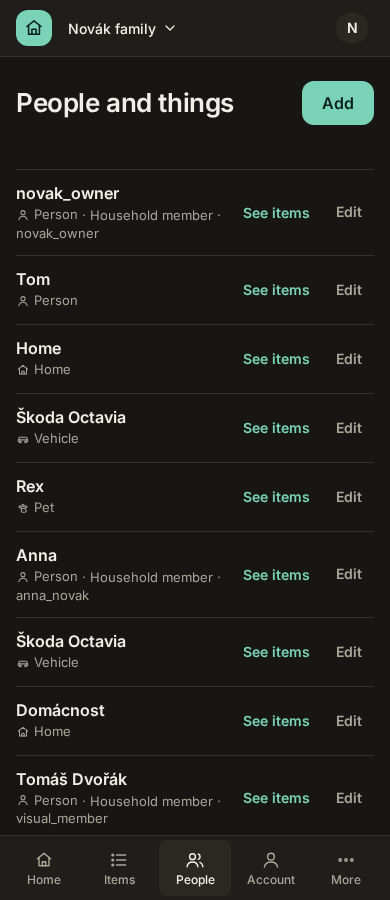 Novák family
N
People and things
Add
novak_owner
Person · Household member ·
novak_owner
See items
Edit
Tom
Person
See items
Edit
Home
Home
See items
Edit
Škoda Octavia
Vehicle
See items
Edit
Rex
Pet
See items
Edit
Anna
Person · Household member ·
anna_novak
See items
Edit
Škoda Octavia
Vehicle
See items
Edit
Domácnost
Home
See items
Edit
Tomáš Dvořák
Person · Household member ·
visual_member
See items
Edit
Home
Items
People
Account
More